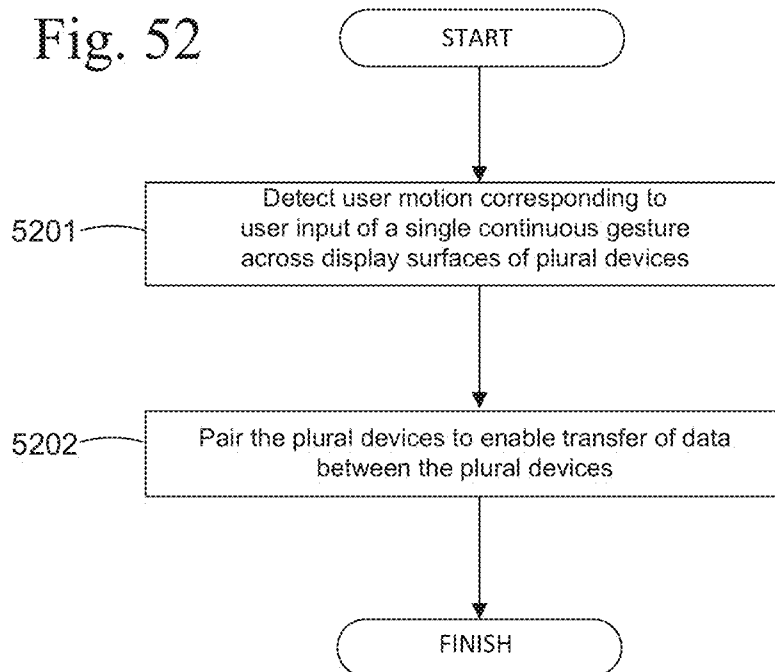 Fig. 52
START
5201
Detect user motion corresponding to
user input of a single continuous gesture
across display surfaces of plural devices
5202
Pair the plural devices to enable transfer of data
between the plural devices
FINISH